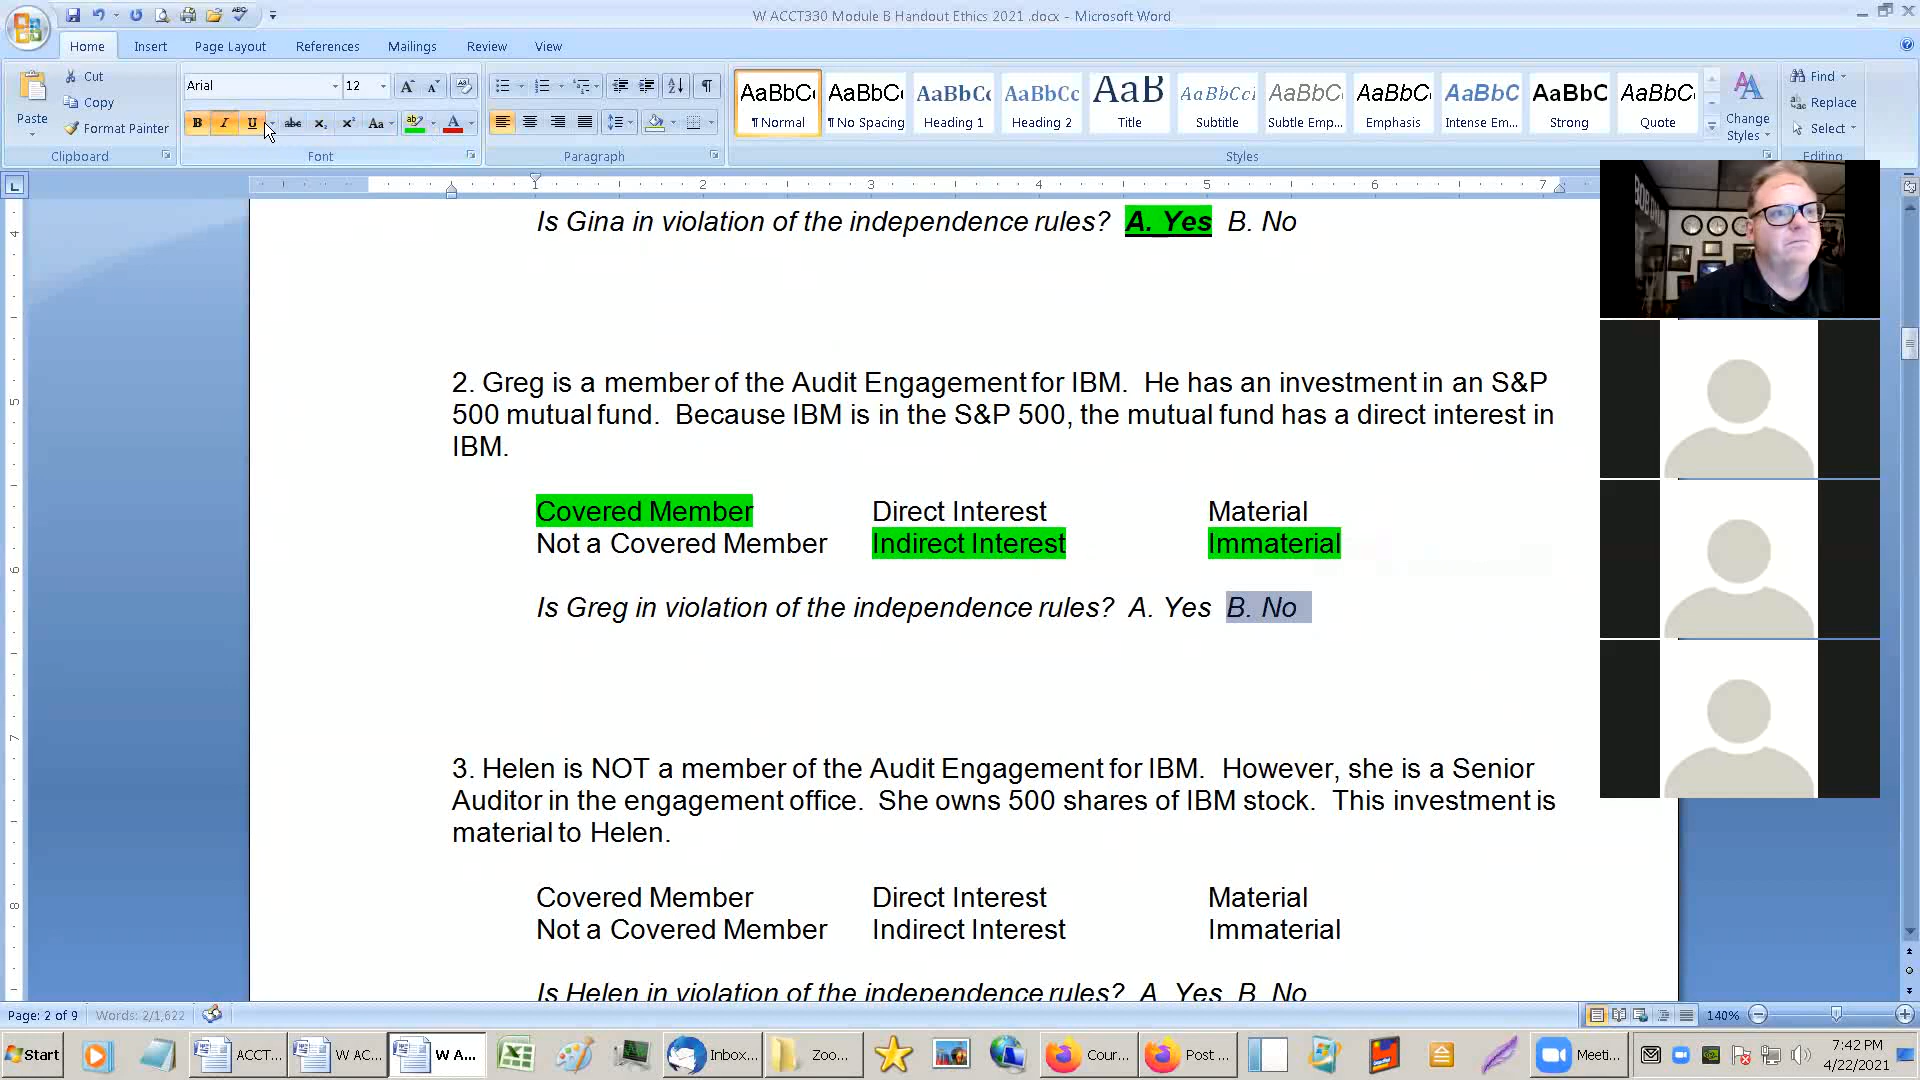 W ACCT330 Module B Handout Ethics 2021 .docx - Microsoft Word
Home Insert Page Layout References Mailings Review View
Paste
Cut
Copy
Format Painter
Clipboard
Arial 12
Font
Paragraph
AaBbCc AaBbCc AaBbCc AaBbCc AaB AaBbCci AaBbCci AaBbCc AaBbC AaBbC AaBbCc
¶ Normal ¶ No Spacing Heading 1 Heading 2 Title Subtitle Subtle Emp... Emphasis Intense Em... Strong Quote
Styles
Change Styles
Find
Replace
Select
Editing
Is Gina in violation of the independence rules? A. Yes B. No
2. Greg is a member of the Audit Engagement for IBM. He has an investment in an S&P
500 mutual fund. Because IBM is in the S&P 500, the mutual fund has a direct interest in
IBM.
Covered Member Direct Interest Material
Not a Covered Member Indirect Interest Immaterial
Is Greg in violation of the independence rules? A. Yes B. No
3. Helen is NOT a member of the Audit Engagement for IBM. However, she is a Senior
Auditor in the engagement office. She owns 500 shares of IBM stock. This investment is
material to Helen.
Covered Member Direct Interest Material
Not a Covered Member Indirect Interest Immaterial
Is Helen in violation of the independence rules? A. Yes B. No
Page: 2 of 9 Words: 2/1,622 140%
Start ACCT... W AC... W A... Inbox... Zoo... Cour... Post ... Meeti... 7:42 PM
4/22/2021